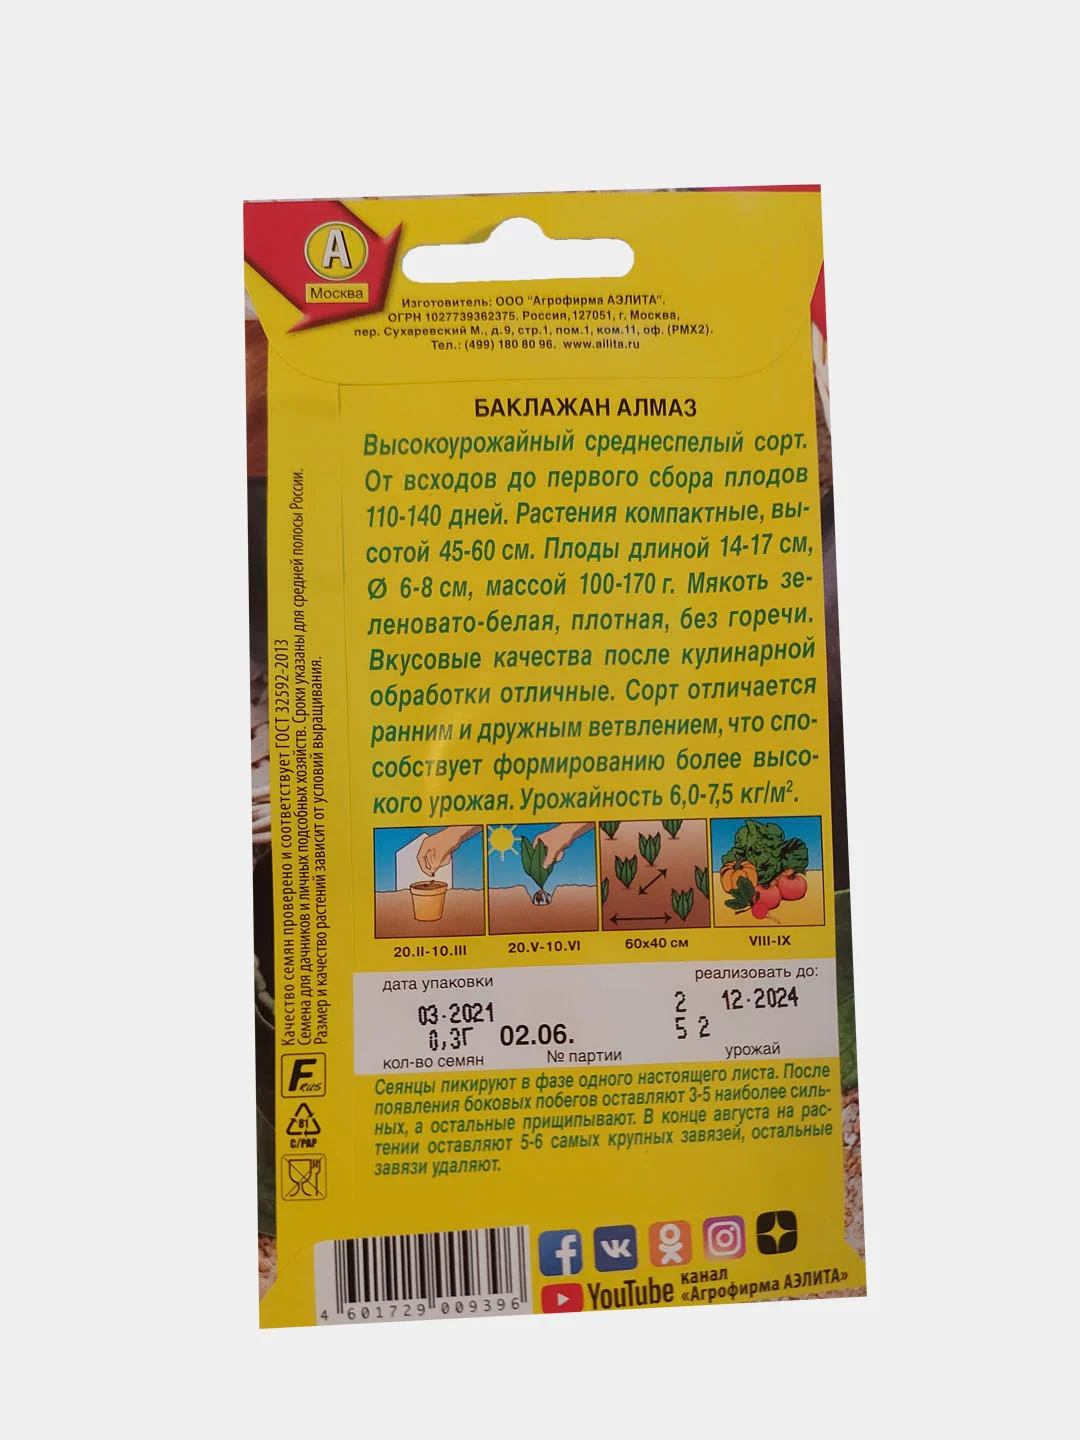 А
Москва
Изготовитель: ООО "Агрофирма АЭЛИТА".
ОГРН 1027739362375. Россия, 127051, г. Москва,
пер. Сухаревский М., д.9, стр.1, пом.1, ком.11, оф. (РМХ2).
Тел.: (499) 180 80 96. www.ailita.ru
БАКЛАЖАН АЛМАЗ
Высокоурожайный среднеспелый сорт.
От всходов до первого сбора плодов
110-140 дней. Растения компактные, вы-
сотой 45-60 см. Плоды длиной 14-17 см,
Ø 6-8 см, массой 100-170 г. Мякоть зе-
леновато-белая, плотная, без горечи.
Вкусовые качества после кулинарной
обработки отличные. Сорт отличается
ранним и дружным ветвлением, что спо-
собствует формированию более высо-
кого урожая. Урожайность 6,0-7,5 кг/м².
20.II-10.III
20.V-10.VI
60х40 см
VIII-IX
дата упаковки
реализовать до:
03·2021
2
12·2024
0,3Г
02.06.
5 2
кол-во семян
№ партии
урожай
Сеянцы пикируют в фазе одного настоящего листа. После
появления боковых побегов оставляют 3-5 наиболее силь-
ных, а остальные прищипывают. В конце августа на рас-
тении оставляют 5-6 самых крупных завязей, остальные
завязи удаляют.
Качество семян проверено и соответствует ГОСТ 32592-2013
Семена для дачников и личных подсобных хозяйств. Сроки указаны для средней полосы России.
Размер и качество растений зависит от условий выращивания.
F RUS
81
C/PAP
YouTube
канал
«Агрофирма АЭЛИТА»
4 601729 009396